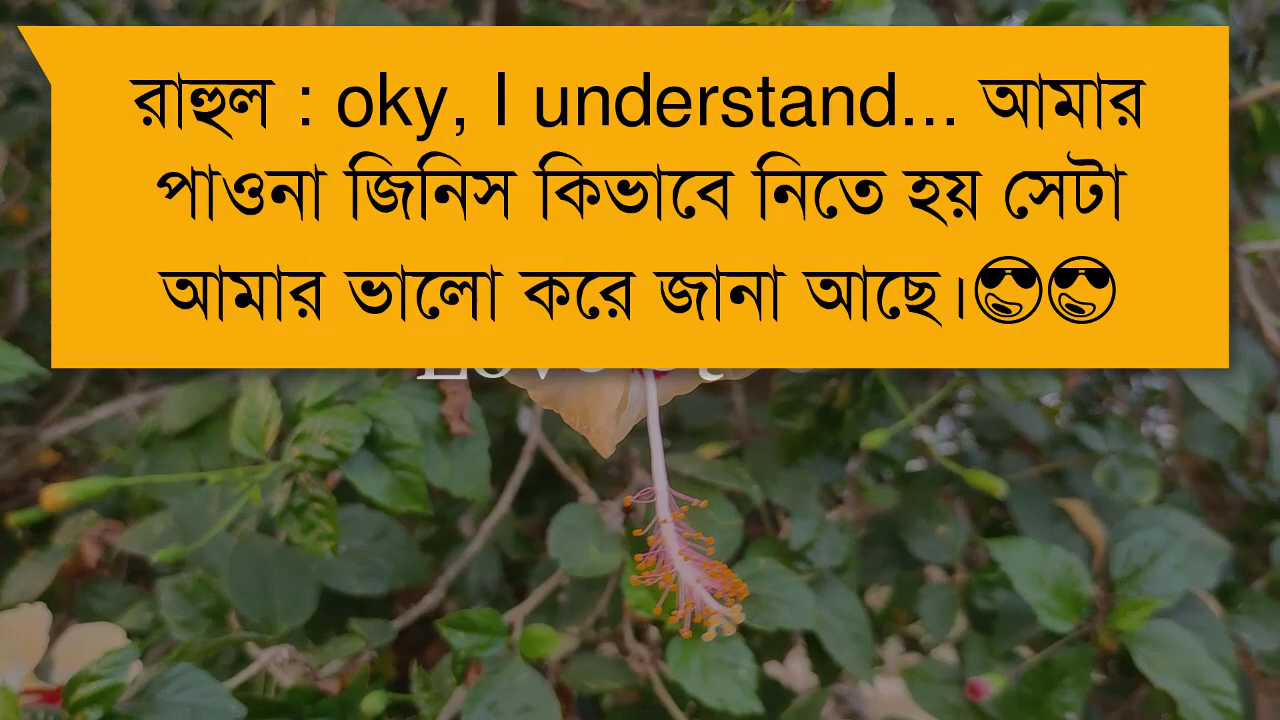 রাহুল : oky, I understand... আমার
পাওনা জিনিস কিভাবে নিতে হয় সেটা
আমার ভালো করে জানা আছে।😎😎